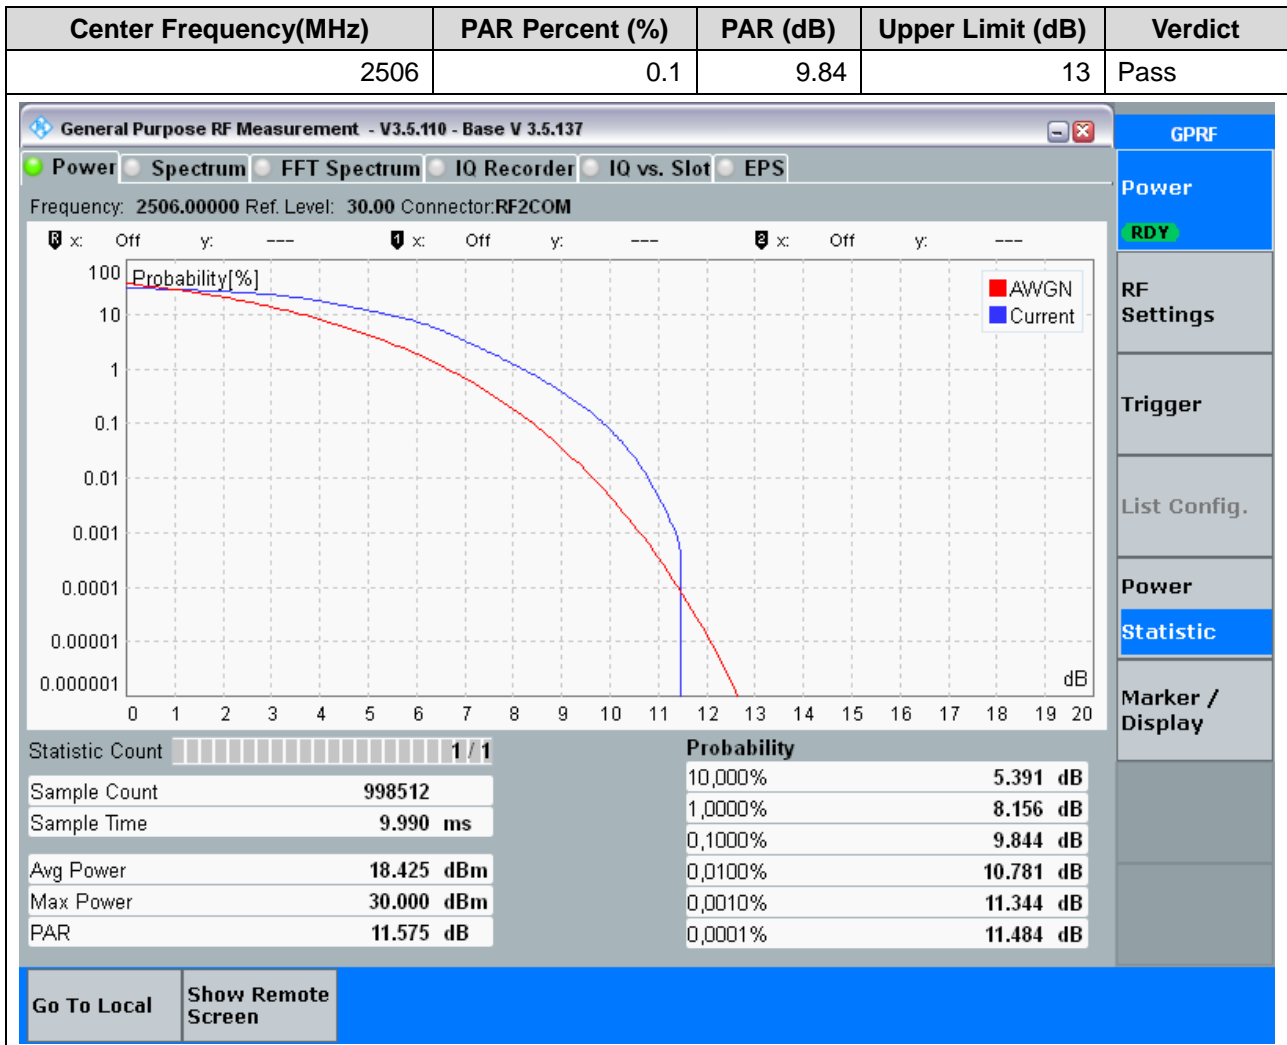 Center Frequency(MHz) PAR Percent (%) PAR (dB) Upper Limit (dB) Verdict
2506 0.1 9.84 13 Pass
General Purpose RF Measurement - V3.5.110 - Base V 3.5.137
GPRF
Power Spectrum FFT Spectrum IQ Recorder IQ vs. Slot EPS
Power
RDY
Frequency: 2506.00000 Ref. Level: 30.00 Connector:RF2COM
R x: Off y: --- 1 x: Off y: --- 2 x: Off y: ---
Probability[%]
AWGN
Current
100
10
1
0.1
0.01
0.001
0.0001
0.00001
0.000001
dB
0 1 2 3 4 5 6 7 8 9 10 11 12 13 14 15 16 17 18 19 20
RF
Settings
Trigger
List Config.
Power
Statistic
Marker /
Display
Statistic Count 1 / 1
Sample Count 998512
Sample Time 9.990 ms
Avg Power 18.425 dBm
Max Power 30.000 dBm
PAR 11.575 dB
Probability
10,000% 5.391 dB
1,0000% 8.156 dB
0,1000% 9.844 dB
0,0100% 10.781 dB
0,0010% 11.344 dB
0,0001% 11.484 dB
Go To Local
Show Remote
Screen